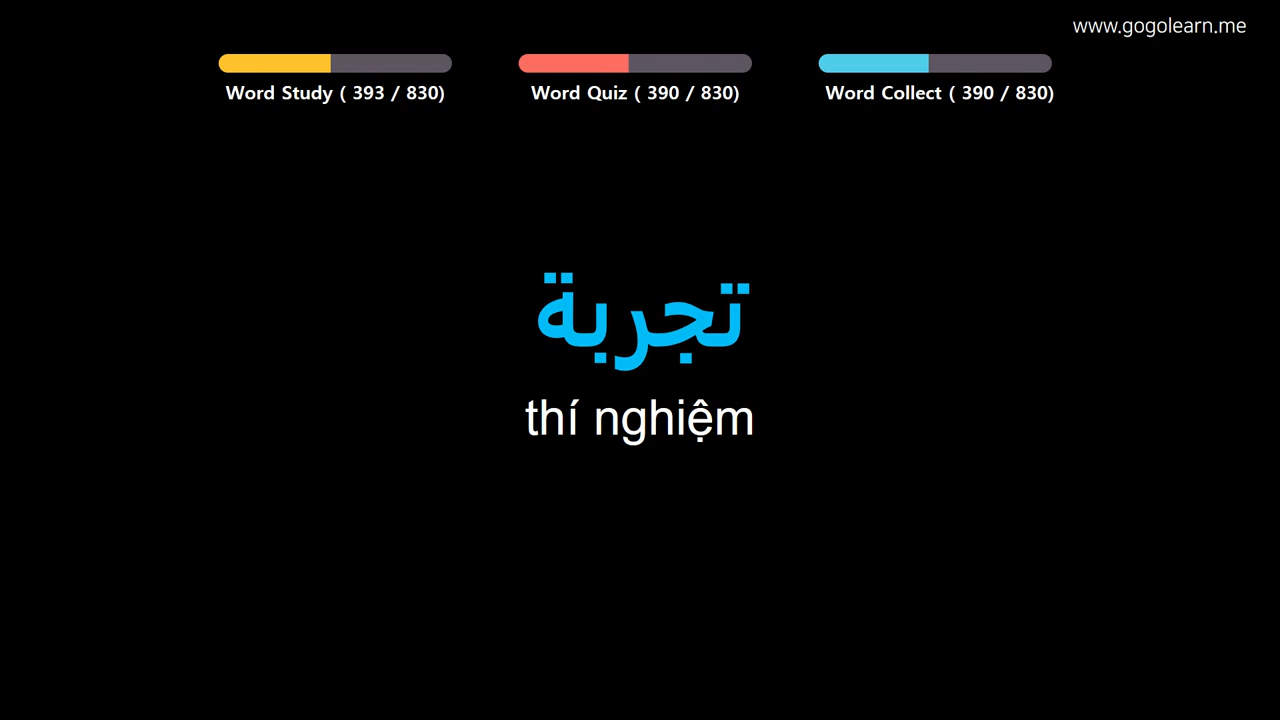 www.gogolearn.me
Word Study ( 393 / 830)
Word Quiz ( 390 / 830)
Word Collect ( 390 / 830)
تجربة
thí nghiệm